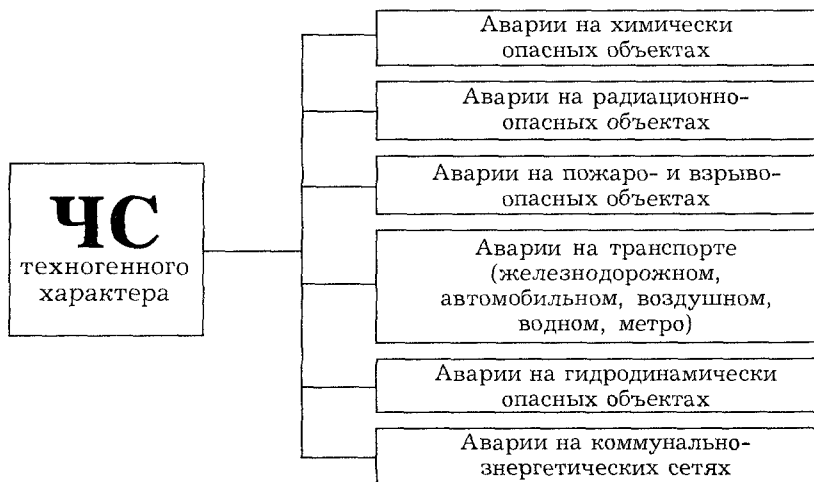 ЧС
техногенного
характера
Аварии на химически
опасных объектах
Аварии на радиационно-
опасных объектах
Аварии на пожаро- и взрыво-
опасных объектах
Аварии на транспорте
(железнодорожном,
автомобильном, воздушном,
водном, метро)
Аварии на гидродинамически
опасных объектах
Аварии на коммунально-
знергетических сетях